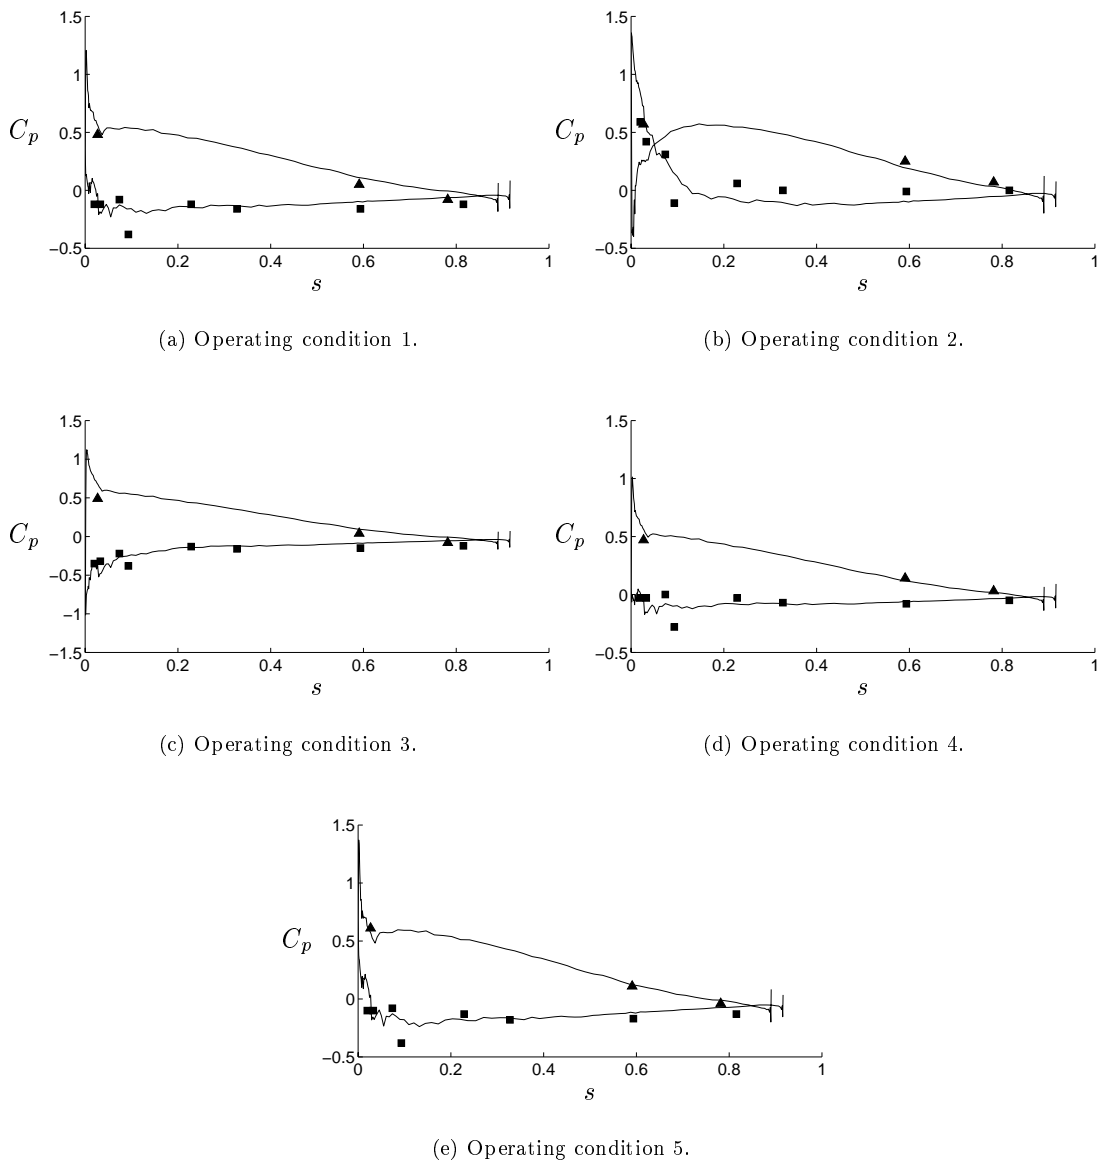 1.5
1
0.5
0
−0.5
0 0.2 0.4 0.6 0.8 1
C_p
s
(a) Operating condition 1.
1.5
1
0.5
0
−0.5
0 0.2 0.4 0.6 0.8 1
C_p
s
(b) Operating condition 2.
1.5
1
0.5
0
−0.5
−1
−1.5
0 0.2 0.4 0.6 0.8 1
C_p
s
(c) Operating condition 3.
1.5
1
0.5
0
−0.5
0 0.2 0.4 0.6 0.8 1
C_p
s
(d) Operating condition 4.
1.5
1
0.5
0
−0.5
0 0.2 0.4 0.6 0.8 1
C_p
s
(e) Operating condition 5.